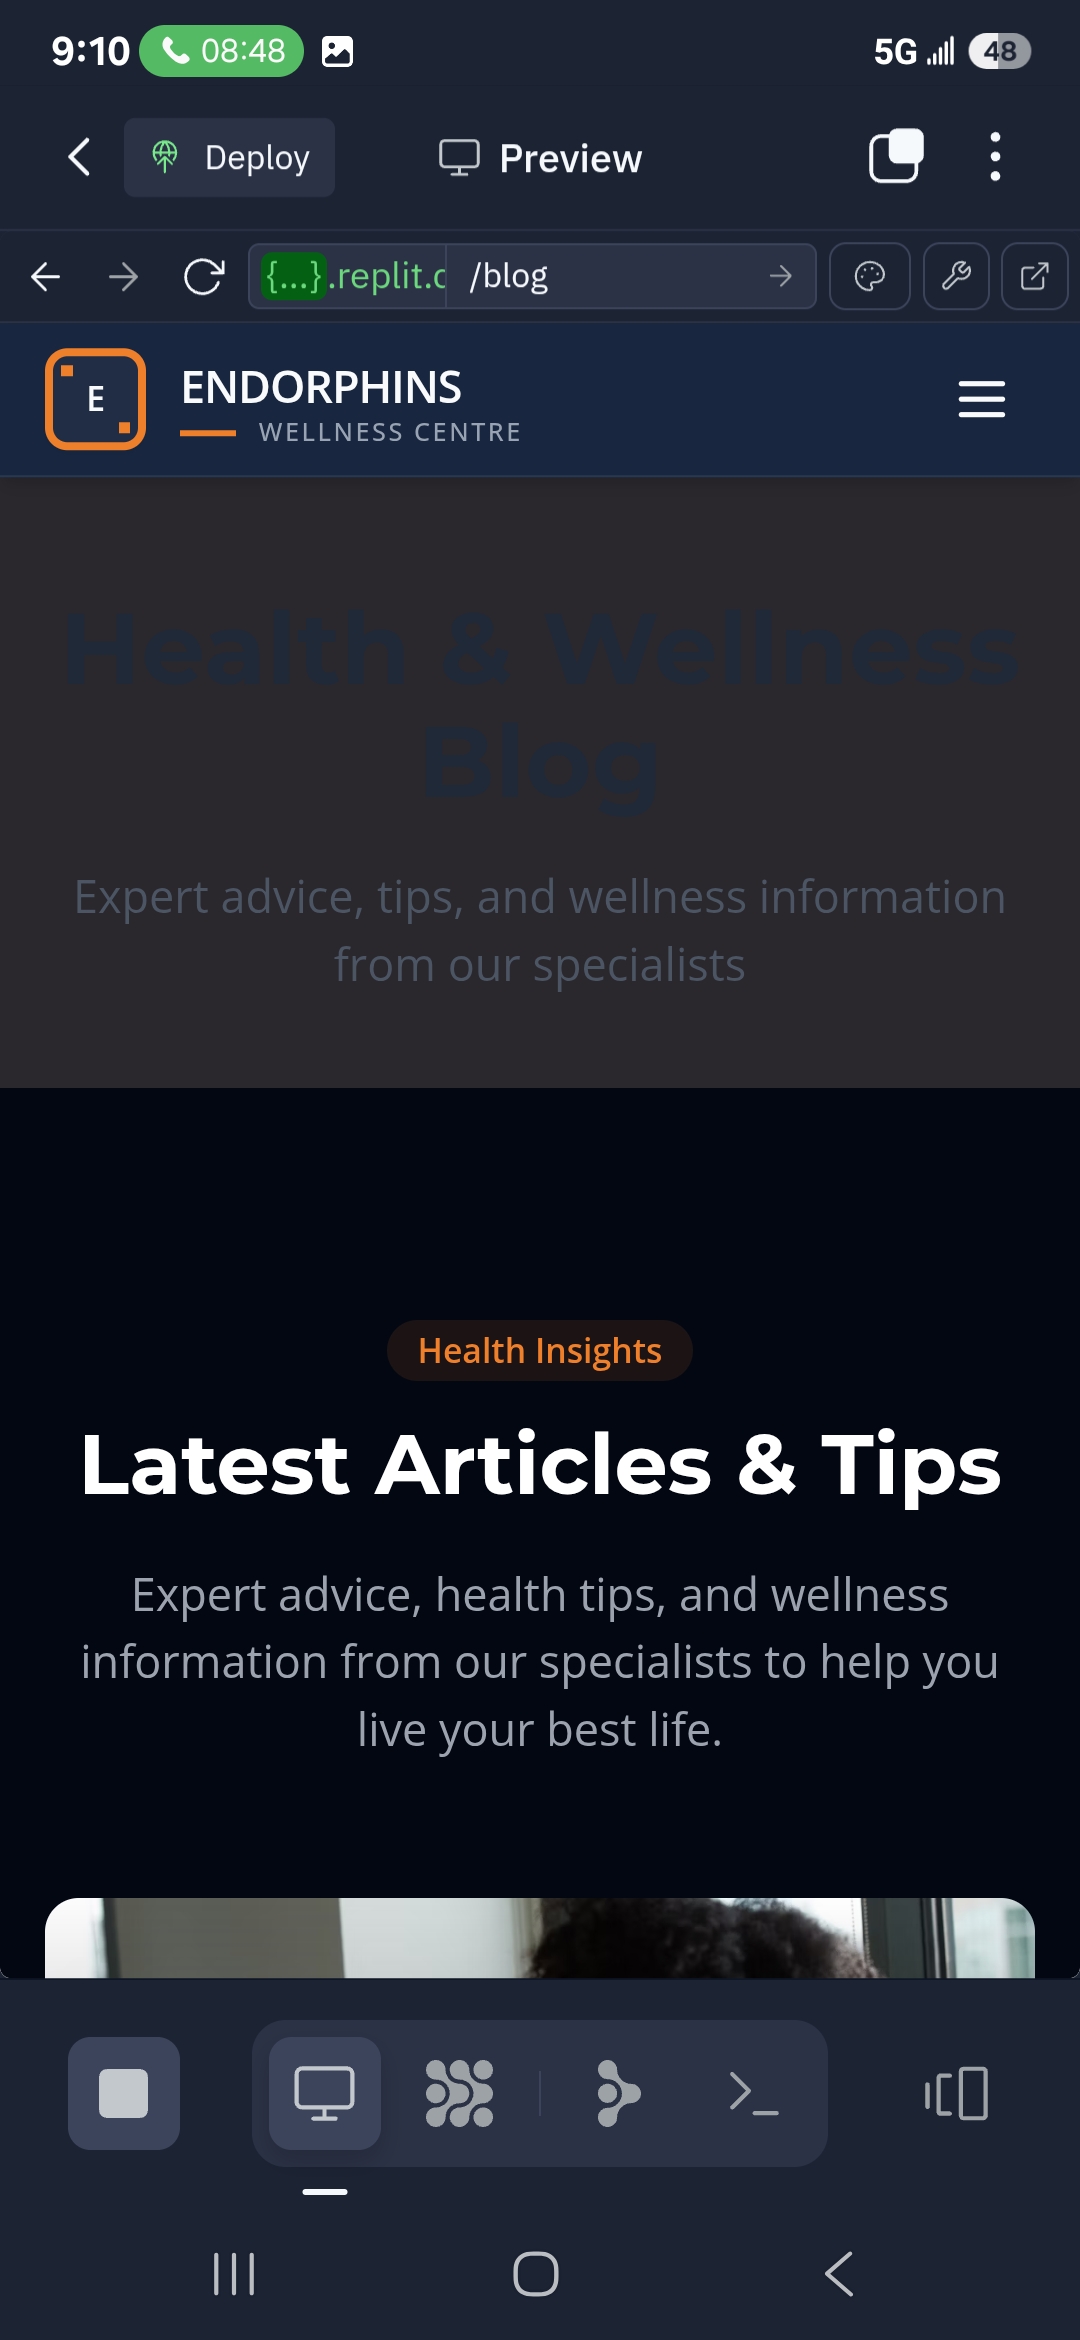 9:10 08:48 5G 48
Deploy Preview
{...}.replit.c /blog
E ENDORPHINS
WELLNESS CENTRE
Health & Wellness
Blog
Expert advice, tips, and wellness information
from our specialists
Health Insights
Latest Articles & Tips
Expert advice, health tips, and wellness
information from our specialists to help you
live your best life.